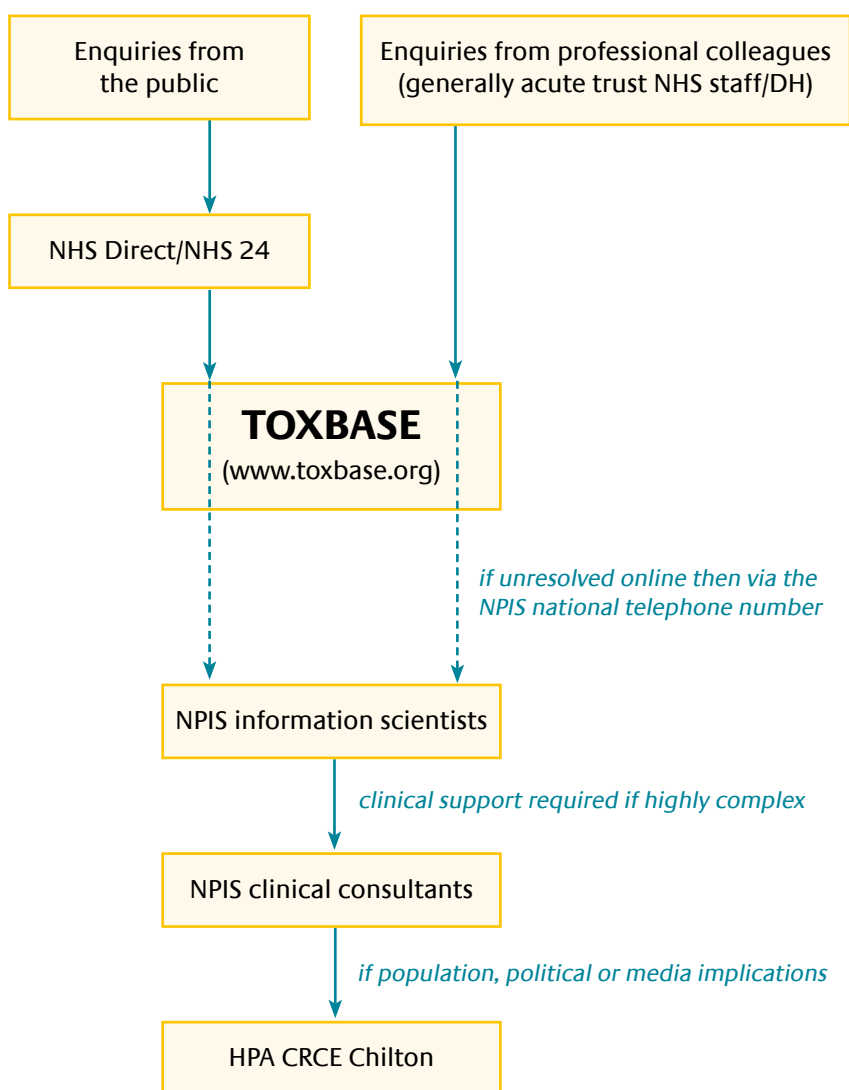 Enquiries from
the public
Enquiries from professional colleagues
(generally acute trust NHS staff/DH)
NHS Direct/NHS 24
TOXBASE
(www.toxbase.org)
if unresolved online then via the
NPIS national telephone number
NPIS information scientists
clinical support required if highly complex
NPIS clinical consultants
if population, political or media implications
HPA CRCE Chilton